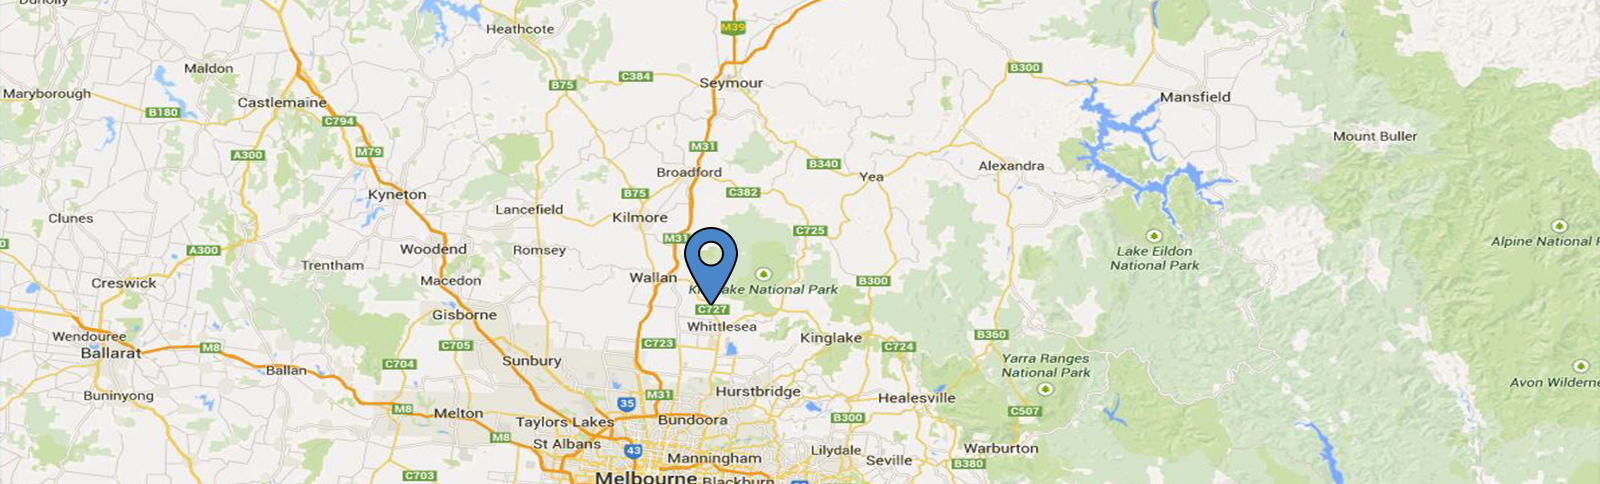 Dunolly
Heathcote
M39
Maldon
B300
C384
Seymour
B75
Maryborough
Castlemaine
B180
Mansfield
C794
Mount Buller
M31
A300
M79
B340
Alexandra
Broadford
Yea
Kyneton
B75
C382
Lancefield
Clunes
Kilmore
C725
M31
Alpine National
Woodend
Romsey
A300
Lake Eildon
National Park
Trentham
Wallan
Creswick
Macedon
B300
National Park
C727
Gisborne
Whittlesea
Wendouree
Kinglake
B360
C705
C723
C724
Ballarat
M8
Sunbury
Yarra Ranges
National Park
C704
Ballan
Avon Wilderne
Buninyong
M31
Hurstbridge
Healesville
35
M8
Melton
C507
Taylors Lakes
Bundoora
B300
M8
St Albans
43
Lilydale
Warburton
Manningham
Seville
B380
C703
Melbourne
Blackburn